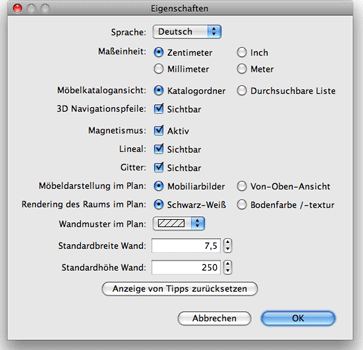 Eigenschaften
Sprache: Deutsch
Maßeinheit: Zentimeter Inch
Millimeter Meter
Möbelkatalogansicht: Katalogordner Durchsuchbare Liste
3D Navigationspfeile: Sichtbar
Magnetismus: Aktiv
Lineal: Sichtbar
Gitter: Sichtbar
Möbeldarstellung im Plan: Mobiliarbilder Von-Oben-Ansicht
Rendering des Raums im Plan: Schwarz-Weiß Bodenfarbe /-textur
Wandmuster im Plan:
Standardbreite Wand: 7,5
Standardhöhe Wand: 250
Anzeige von Tipps zurücksetzen
Abbrechen OK